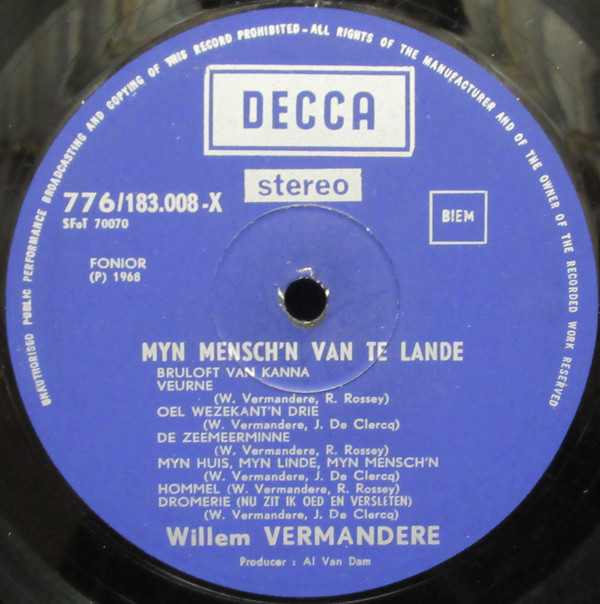 UNAUTHORISED PUBLIC PERFORMANCE BROADCASTING AND COPYING OF THIS RECORD PROHIBITED-ALL RIGHTS OF THE MANUFACTURER AND OF THE OWNER OF THE RECORDED WORK RESERVED
DECCA
stereo
776/183.008-X
SFoT 70070
BIEM
FONIOR
(P) 1968
MYN MENSCH'N VAN TE LANDE
BRULOFT VAN KANNA
VEURNE
(W. Vermandere, R. Rossey)
OEL WEZEKANT'N DRIE
(W. Vermandere, J. De Clercq)
DE ZEEMEERMINNE
(W. Vermandere, R. Rossey)
MYN HUIS, MYN LINDE, MYN MENSCH'N
(W. Vermandere, J. De Clercq)
HOMMEL (W. Vermandere, R. Rossey)
DROMERIE (NU ZIT IK OED EN VERSLETEN)
(W. Vermandere, J. De Clercq)
Willem VERMANDERE
Producer : Al Van Dam